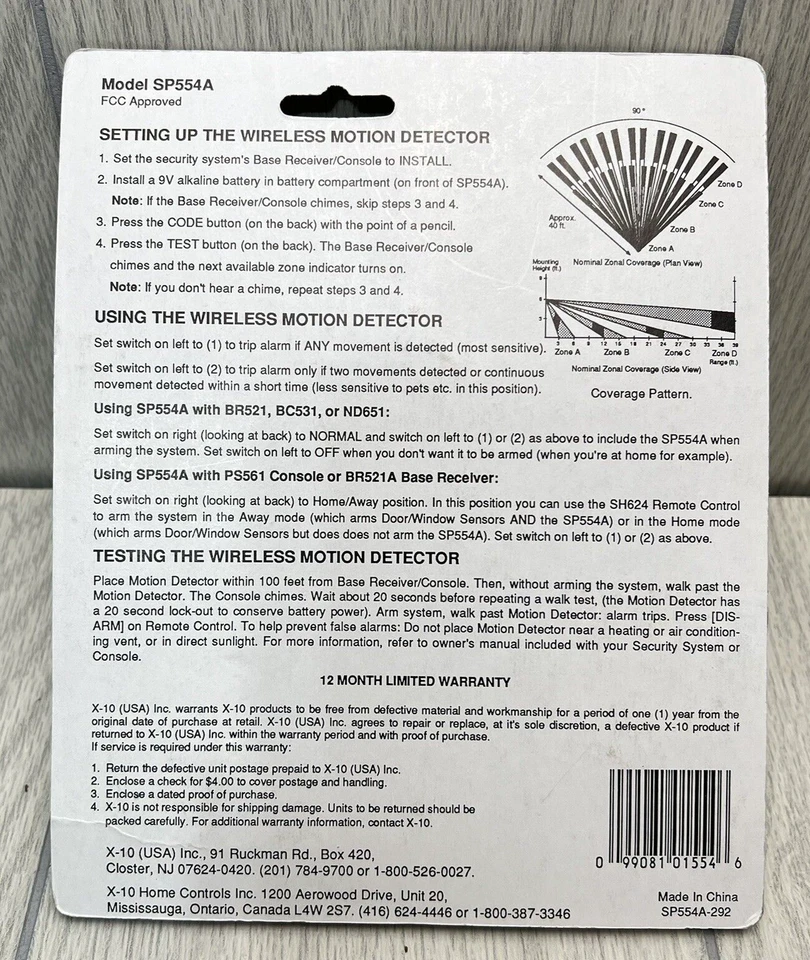 Model SP554A
FCC Approved
SETTING UP THE WIRELESS MOTION DETECTOR
1. Set the security system's Base Receiver/Console to INSTALL.
2. Install a 9V alkaline battery in battery compartment (on front of SP554A).
Note: If the Base Receiver/Console chimes, skip steps 3 and 4.
3. Press the CODE button (on the back) with the point of a pencil.
4. Press the TEST button (on the back). The Base Receiver/Console
chimes and the next available zone indicator turns on.
Note: If you don't hear a chime, repeat steps 3 and 4.
90°
Zone D
Zone C
Zone B
Zone A
Approx.
40 ft.
Nominal Zonal Coverage (Plan View)
Mounting
Height (ft.)
9
6
3
3 6 9 12 15 18 21 24 27 30 33 36 39
Zone A Zone B Zone C Zone D
Range (ft.)
Nominal Zonal Coverage (Side View)
Coverage Pattern.
USING THE WIRELESS MOTION DETECTOR
Set switch on left to (1) to trip alarm if ANY movement is detected (most sensitive).
Set switch on left to (2) to trip alarm only if two movements detected or continuous
movement detected within a short time (less sensitive to pets etc. in this position).
Using SP554A with BR521, BC531, or ND651:
Set switch on right (looking at back) to NORMAL and switch on left to (1) or (2) as above to include the SP554A when
arming the system. Set switch on left to OFF when you don't want it to be armed (when you're at home for example).
Using SP554A with PS561 Console or BR521A Base Receiver:
Set switch on right (looking at back) to Home/Away position. In this position you can use the SH624 Remote Control
to arm the system in the Away mode (which arms Door/Window Sensors AND the SP554A) or in the Home mode
(which arms Door/Window Sensors but does does not arm the SP554A). Set switch on left to (1) or (2) as above.
TESTING THE WIRELESS MOTION DETECTOR
Place Motion Detector within 100 feet from Base Receiver/Console. Then, without arming the system, walk past the
Motion Detector. The Console chimes. Wait about 20 seconds before repeating a walk test, (the Motion Detector has
a 20 second lock-out to conserve battery power). Arm system, walk past Motion Detector: alarm trips. Press [DIS-
ARM] on Remote Control. To help prevent false alarms: Do not place Motion Detector near a heating or air condition-
ing vent, or in direct sunlight. For more information, refer to owner's manual included with your Security System or
Console.
12 MONTH LIMITED WARRANTY
X-10 (USA) Inc. warrants X-10 products to be free from defective material and workmanship for a period of one (1) year from the
original date of purchase at retail. X-10 (USA) Inc. agrees to repair or replace, at it's sole discretion, a defective X-10 product if
returned to X-10 (USA) Inc. within the warranty period and with proof of purchase.
If service is required under this warranty:
1. Return the defective unit postage prepaid to X-10 (USA) Inc.
2. Enclose a check for $4.00 to cover postage and handling.
3. Enclose a dated proof of purchase.
4. X-10 is not responsible for shipping damage. Units to be returned should be
packed carefully. For additional warranty information, contact X-10.
X-10 (USA) Inc., 91 Ruckman Rd., Box 420,
Closter, NJ 07624-0420. (201) 784-9700 or 1-800-526-0027.
X-10 Home Controls Inc. 1200 Aerowood Drive, Unit 20,
Mississauga, Ontario, Canada L4W 2S7. (416) 624-4446 or 1-800-387-3346
0 99081 01554 6
Made In China
SP554A-292